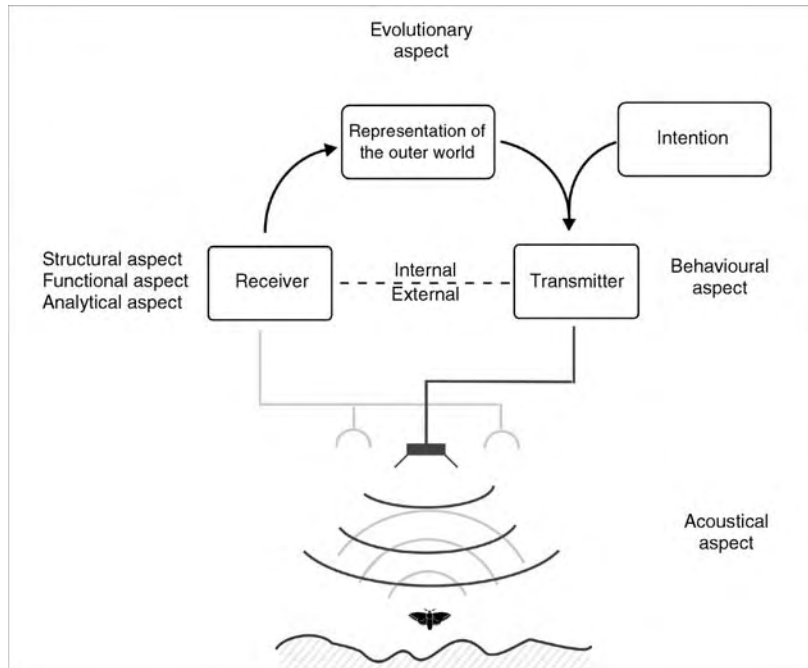 Evolutionary
aspect
Representation of
the outer world
Intention
Structural aspect
Functional aspect
Analytical aspect
Receiver
Internal
External
Transmitter
Behavioural
aspect
Acoustical
aspect